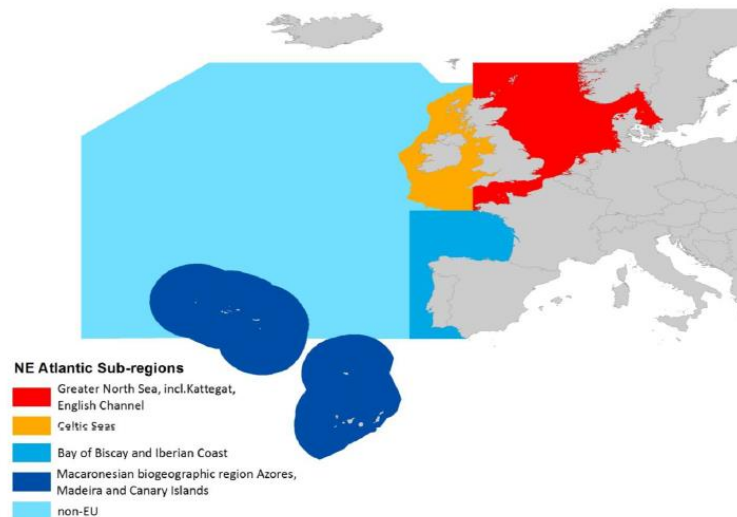 NE Atlantic Sub-regions
Greater North Sea, incl.Kattegat,
English Channel
Celtic Seas
Bay of Biscay and Iberian Coast
Macaronesian biogeographic region Azores,
Madeira and Canary Islands
non-EU